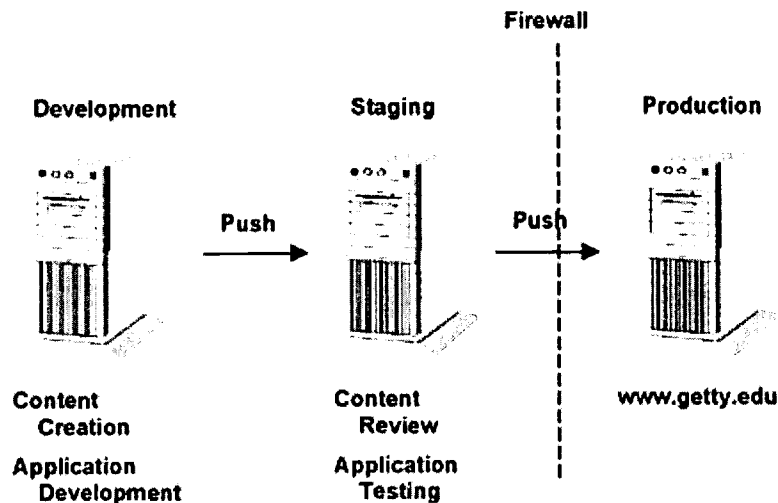 Firewall
Development
Staging
Production
Push
Push
Content
Creation
Application
Development
Content
Review
Application
Testing
www.getty.edu